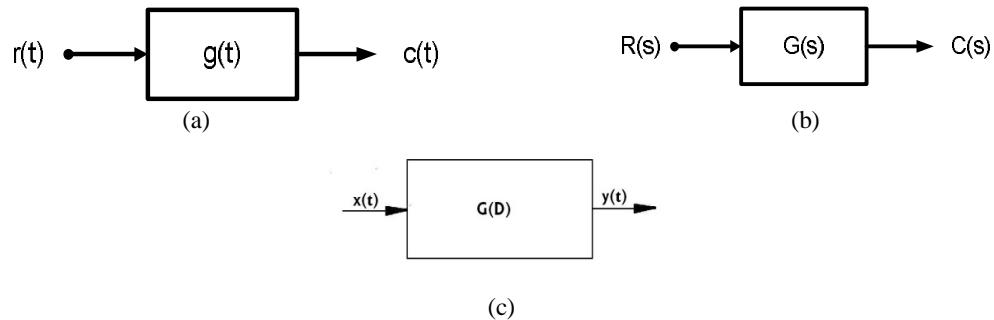 r(t) g(t) c(t)
(a)
R(s) G(s) C(s)
(b)
x(t) G(D) y(t)
(c)